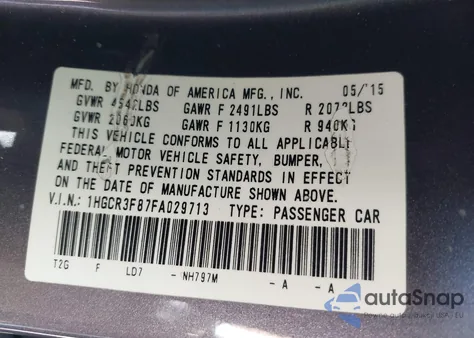 MFD. BY HONDA OF AMERICA MFG., INC. 05/15
GVWR 4542LBS GAWR F 2491LBS R 2072LBS
GVWR 2060KG GAWR F 1130KG R 940KG
THIS VEHICLE CONFORMS TO ALL APPLICABLE
FEDERAL MOTOR VEHICLE SAFETY, BUMPER,
AND THEFT PREVENTION STANDARDS IN EFFECT
ON THE DATE OF MANUFACTURE SHOWN ABOVE.
V.I.N.: 1HGCR3F87FA029713 TYPE: PASSENGER CAR
T2G F LD7 - NH797M - A - A
autoSnap